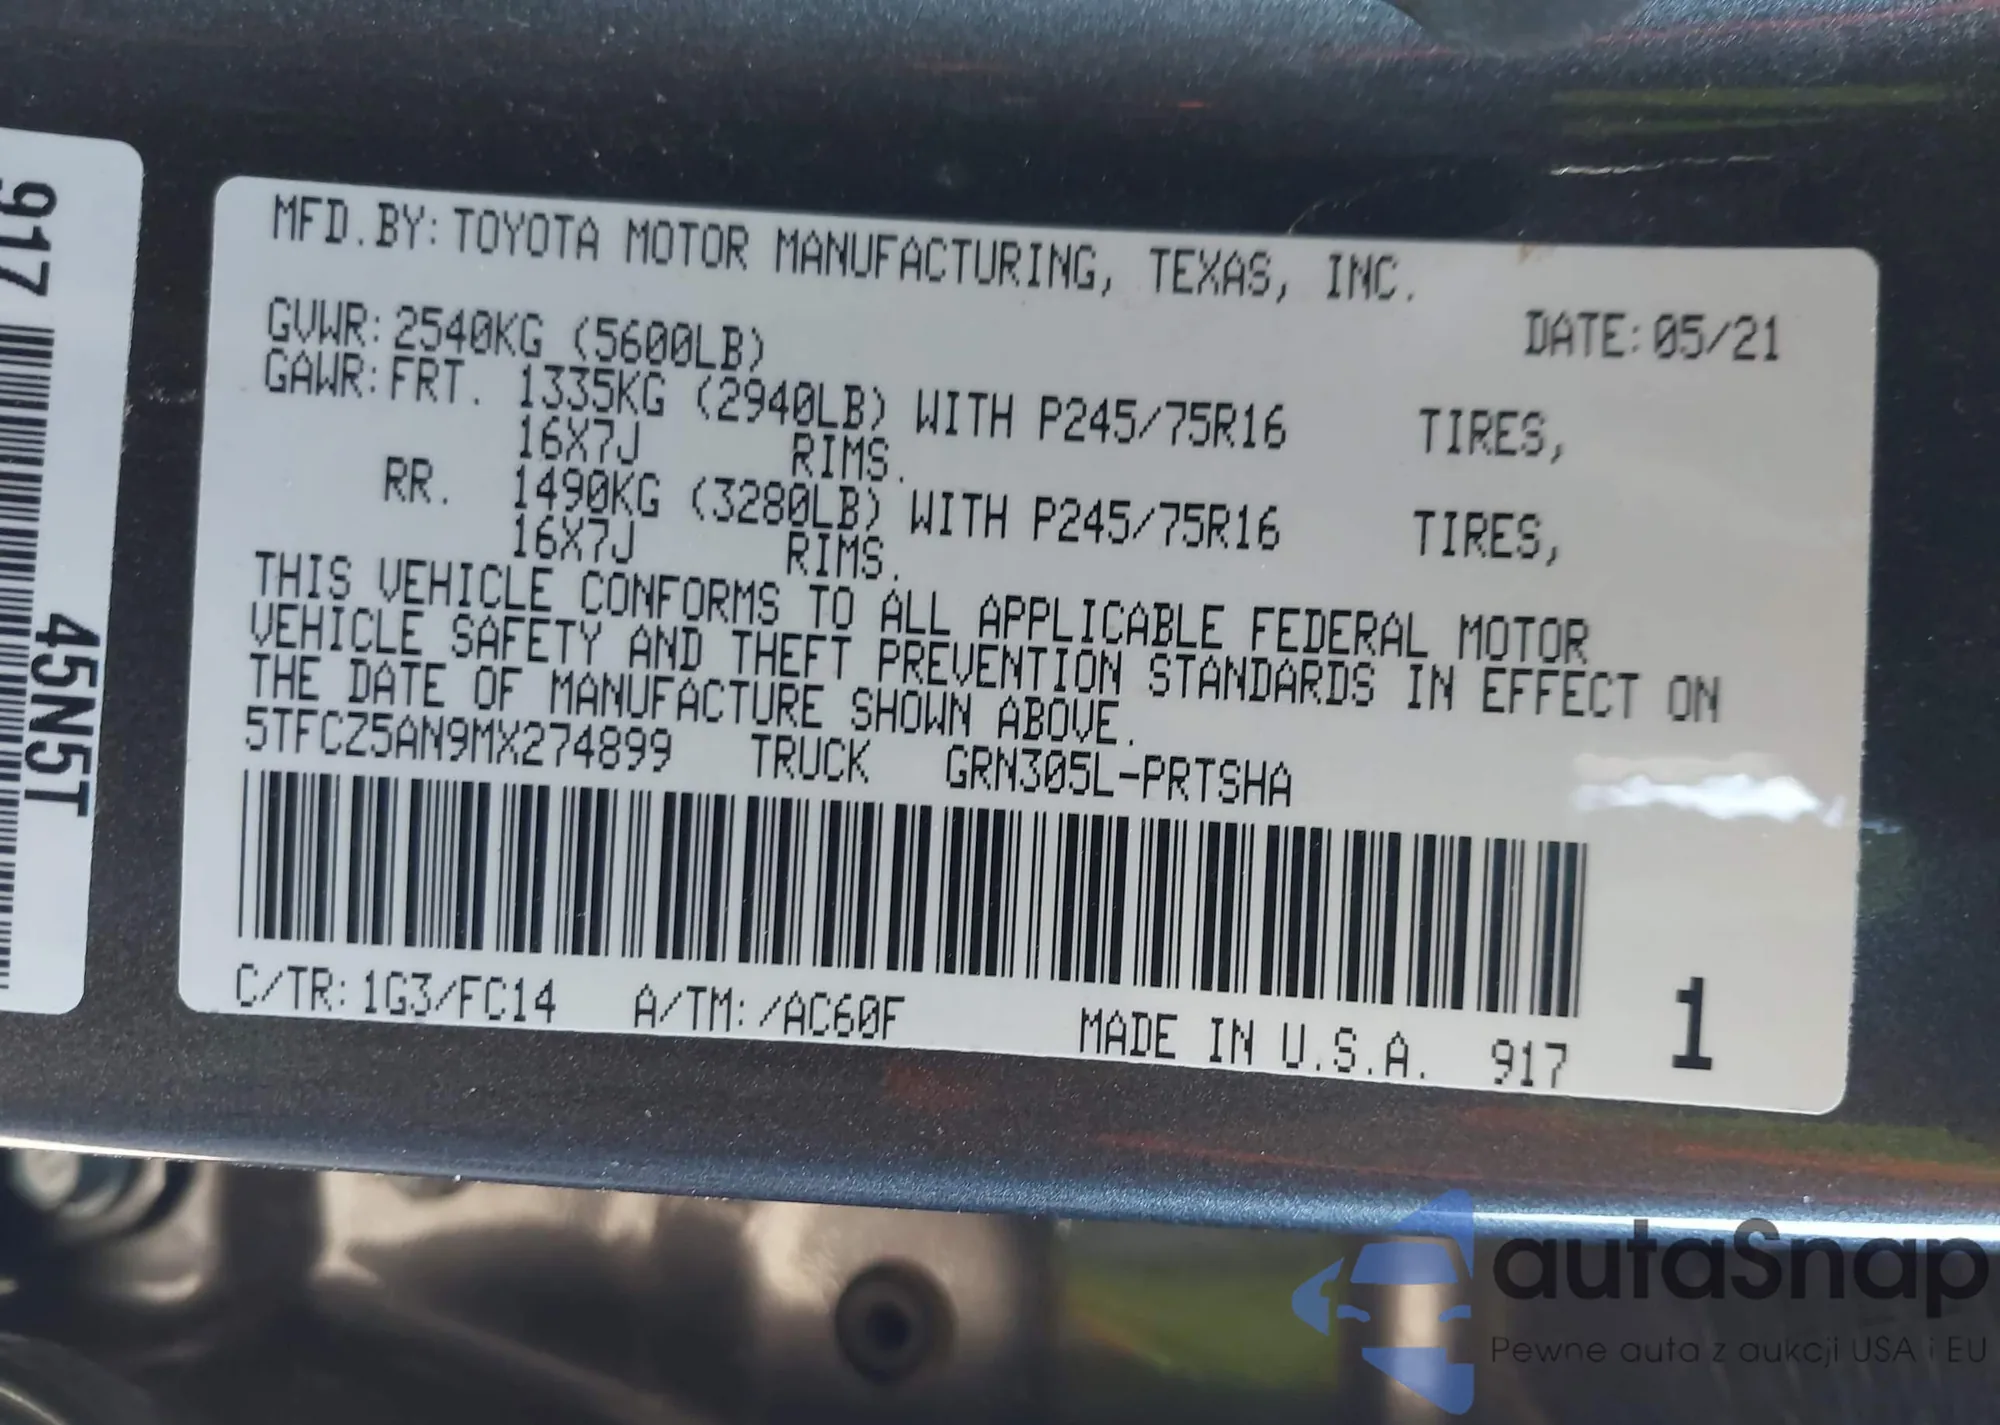 917
45N5T
MFD.BY: TOYOTA MOTOR MANUFACTURING, TEXAS, INC.
GVWR: 2540KG (5600LB) DATE: 05/21
GAWR: FRT. 1335KG (2940LB) WITH P245/75R16 TIRES,
16X7J RIMS.
RR. 1490KG (3280LB) WITH P245/75R16 TIRES,
16X7J RIMS.
THIS VEHICLE CONFORMS TO ALL APPLICABLE FEDERAL MOTOR
VEHICLE SAFETY AND THEFT PREVENTION STANDARDS IN EFFECT ON
THE DATE OF MANUFACTURE SHOWN ABOVE.
5TFCZ5AN9MX274899 TRUCK GRN305L-PRTSHA
C/TR: 1G3/FC14 A/TM: /AC60F MADE IN U.S.A. 917 1
autaSnap
Pewne auta z aukcji USA i EU